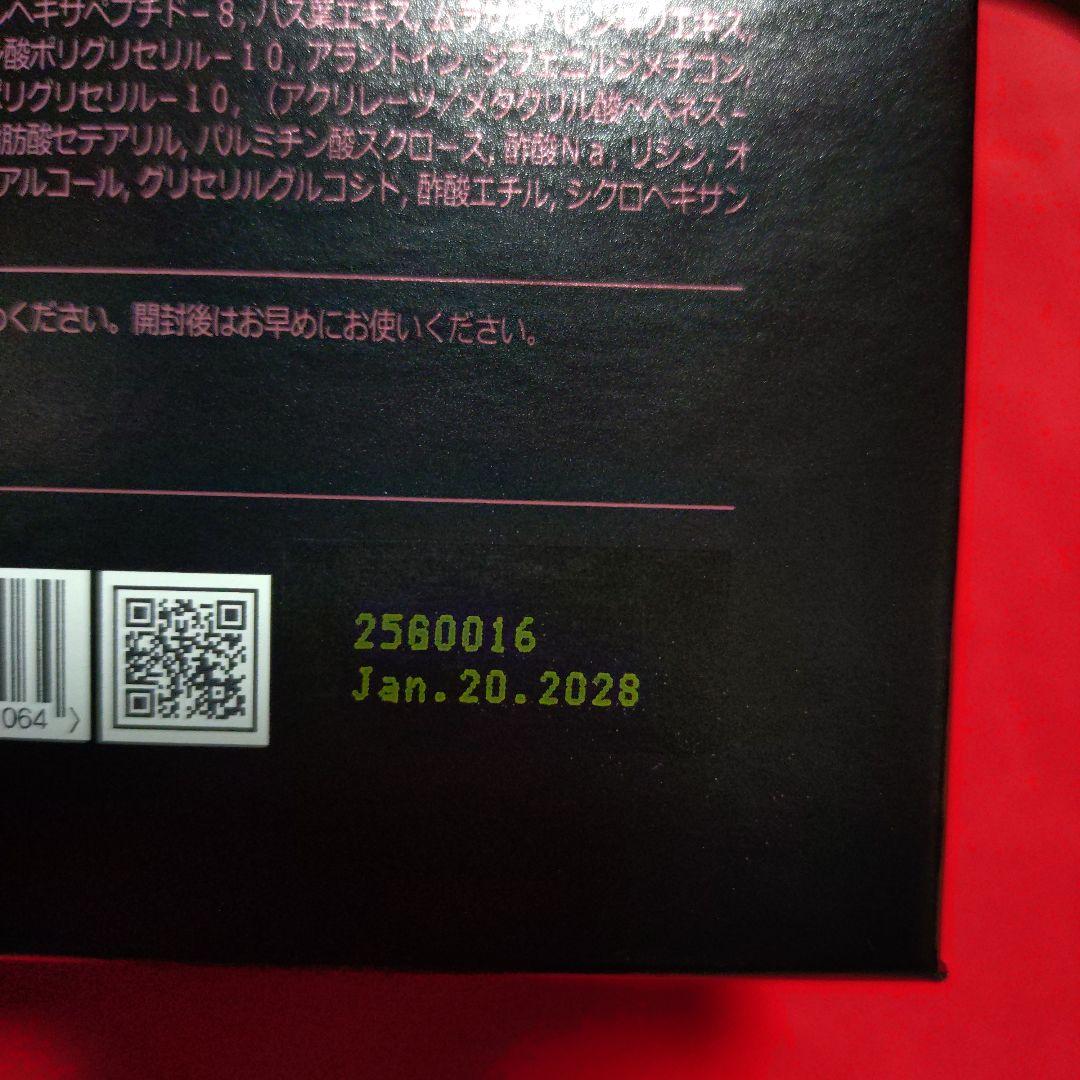 ヘキサペプチド-8, ハス葉エキス,
酸ポリグリセリル-10, アラントイン, ジフェニルジメチコン,
ポリグリセリル-10, (アクリレーツ/メタクリル酸ベヘネス-
肪酸セテアリル, パルミチン酸スクロース, 酢酸Na, リシン, オ
アルコール, グリセリルグルコシド, 酢酸エチル, シクロヘキサン
ください。開封後はお早めにお使いください。
064 >
25G0016
Jan.20.2028